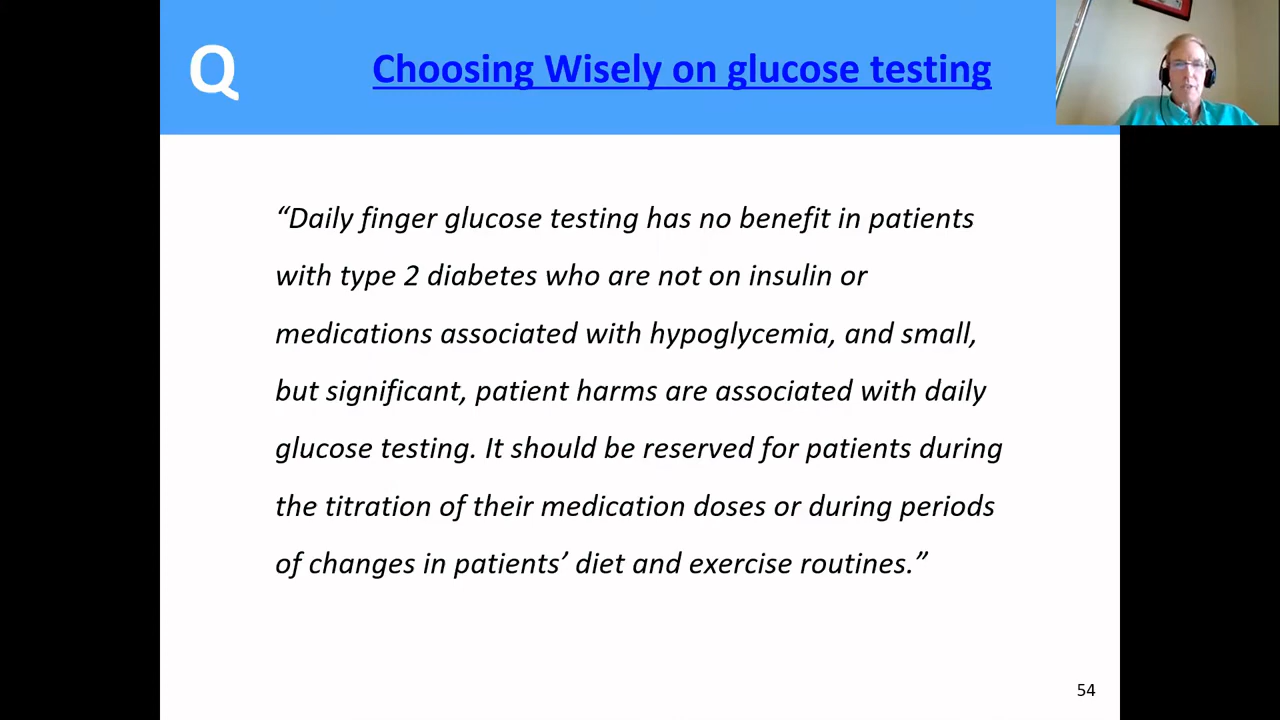 Q
Choosing Wisely on glucose testing
“Daily finger glucose testing has no benefit in patients
with type 2 diabetes who are not on insulin or
medications associated with hypoglycemia, and small,
but significant, patient harms are associated with daily
glucose testing. It should be reserved for patients during
the titration of their medication doses or during periods
of changes in patients’ diet and exercise routines.”
54